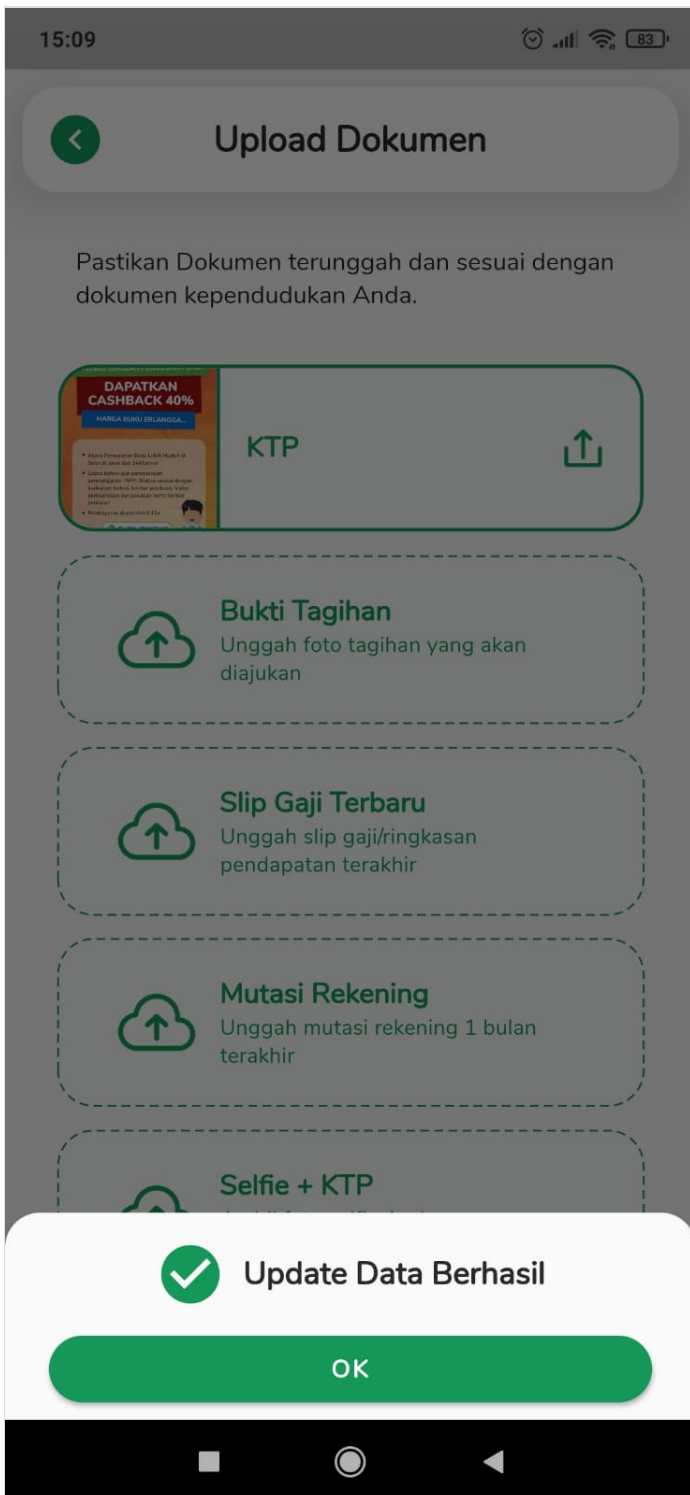 15:09
83
Upload Dokumen
Pastikan Dokumen terunggah dan sesuai dengan
dokumen kependudukan Anda.
DAPATKAN
CASHBACK 40%
HARGA BUKU ERLANGGA...
KTP
Bukti Tagihan
Unggah foto tagihan yang akan
diajukan
Slip Gaji Terbaru
Unggah slip gaji/ringkasan
pendapatan terakhir
Mutasi Rekening
Unggah mutasi rekening 1 bulan
terakhir
Selfie + KTP
Update Data Berhasil
OK